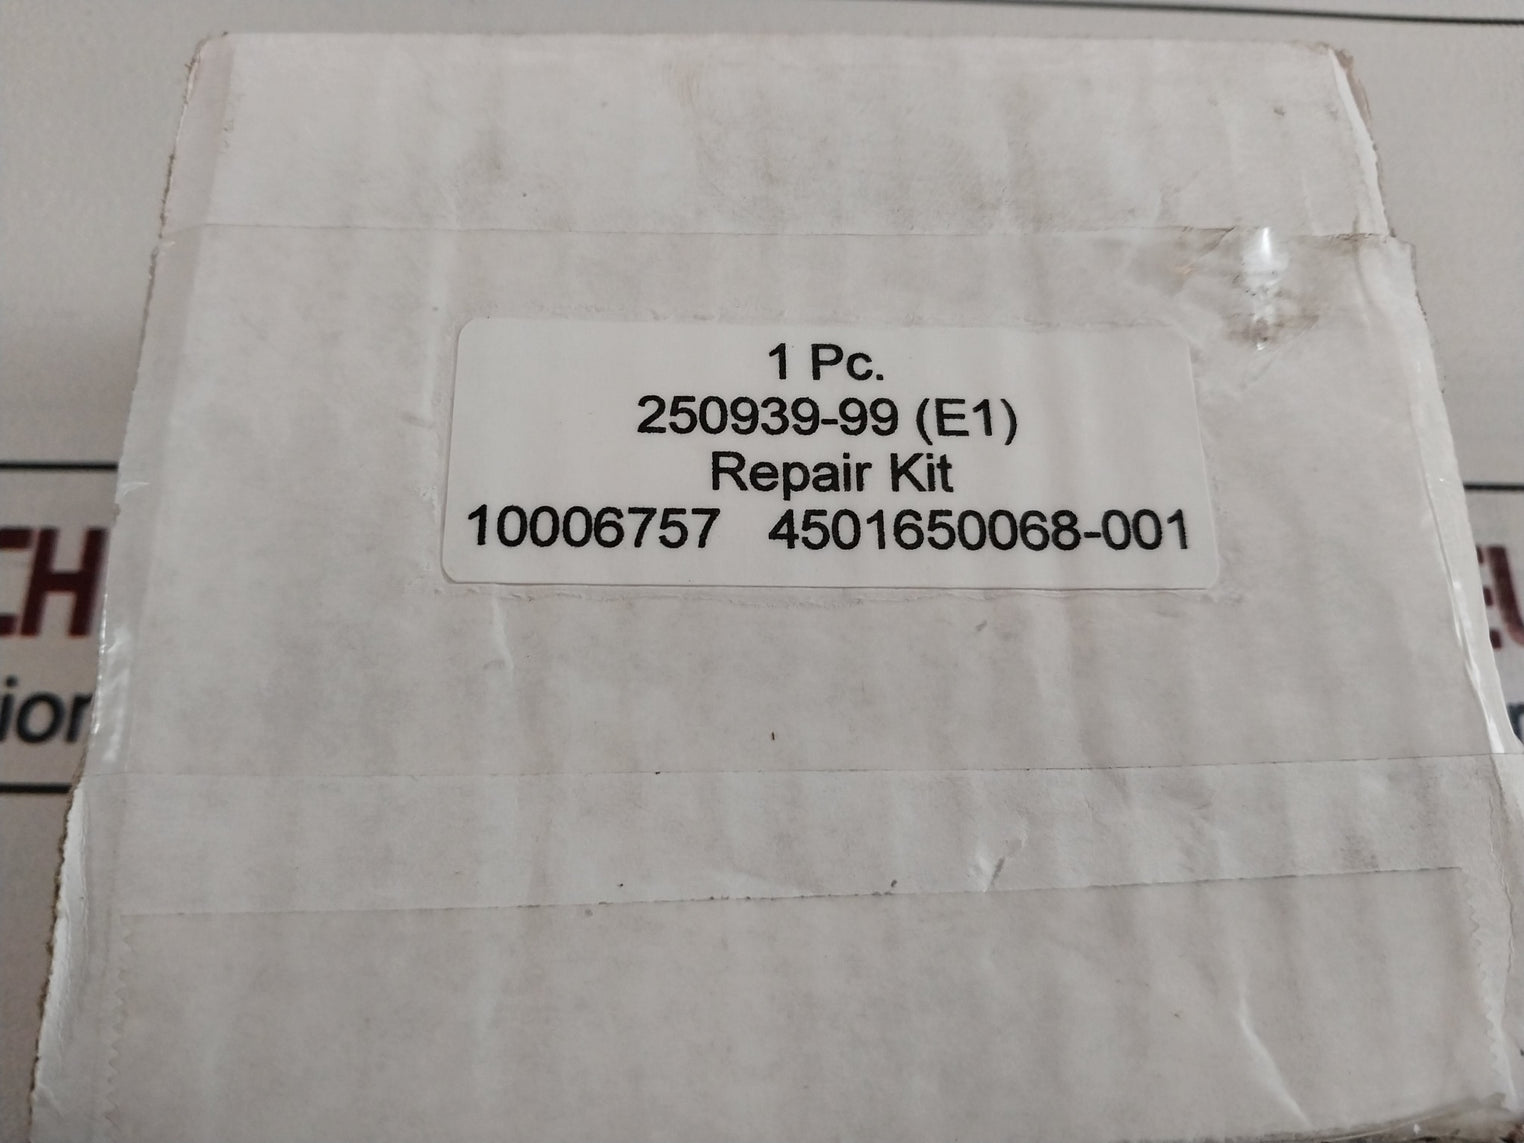 1 Pc.
250939-99 (E1)
Repair Kit
10006757 4501650068-001